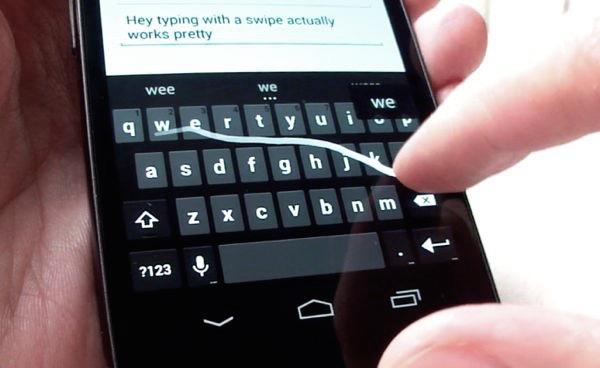 Hey typing with a swipe actually
works pretty
wee we
we
q w e r t y u i
a s d f g h j k
z x c v b n m
?123 .